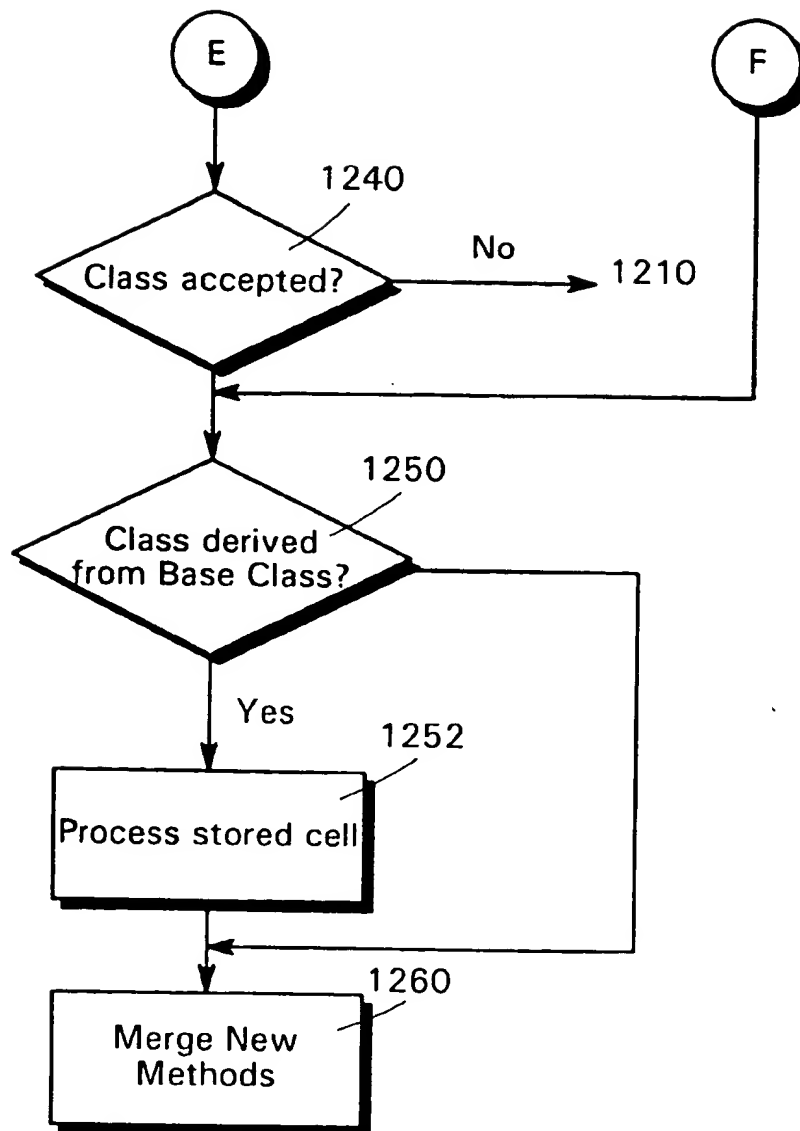 E
F
1240
Class accepted?
No
1210
1250
Class derived
from Base Class?
Yes
1252
Process stored cell
1260
Merge New
Methods